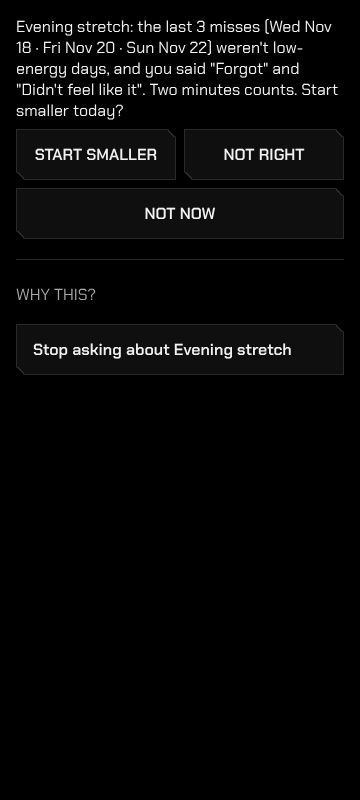 Evening stretch: the last 3 misses (Wed Nov
18 · Fri Nov 20 · Sun Nov 22) weren't low-
energy days, and you said "Forgot" and
"Didn't feel like it". Two minutes counts. Start
smaller today?
START SMALLER
NOT RIGHT
NOT NOW
WHY THIS?
Stop asking about Evening stretch